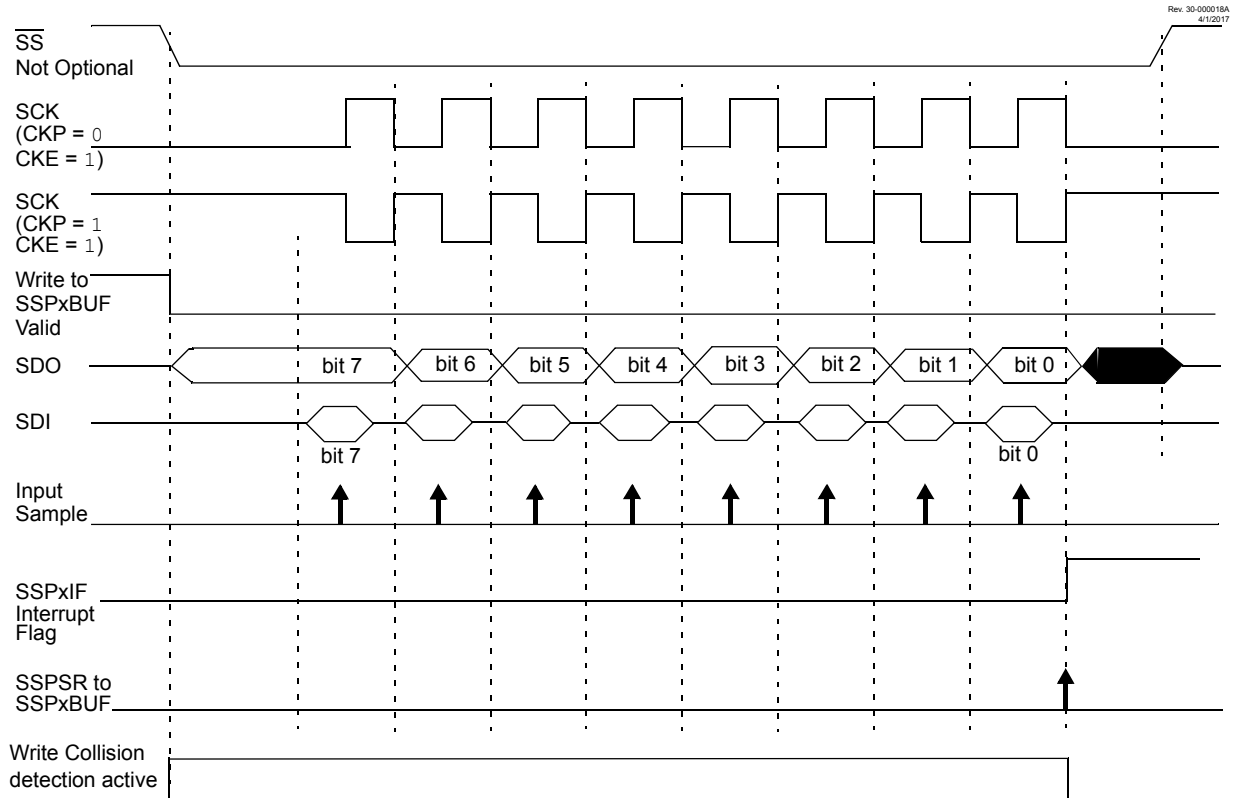 Rev. 30-000018A
4/1/2017
SS
Not Optional
SCK
(CKP = 0
CKE = 1)
SCK
(CKP = 1
CKE = 1)
Write to
SSPxBUF
Valid
SDO
bit 7
bit 6
bit 5
bit 4
bit 3
bit 2
bit 1
bit 0
SDI
bit 7
bit 0
Input
Sample
SSPxIF
Interrupt
Flag
SSPSR to
SSPxBUF
Write Collision
detection active